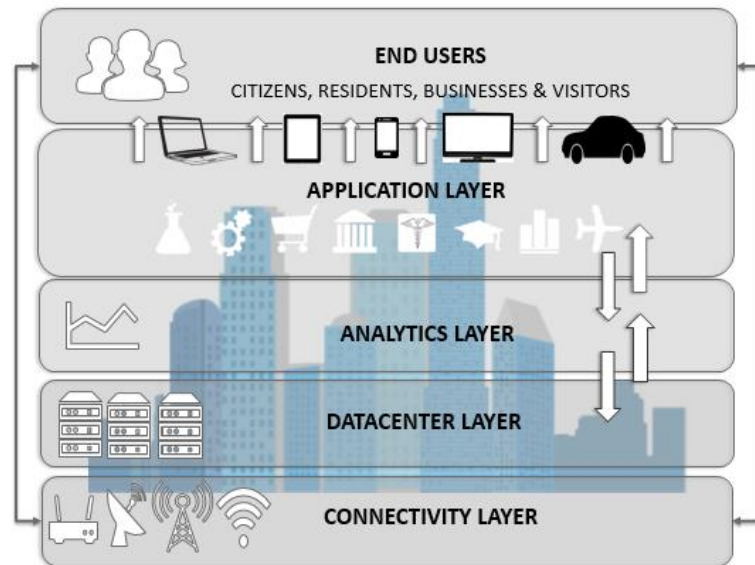 END USERS
CITIZENS, RESIDENTS, BUSINESSES & VISITORS
APPLICATION LAYER
ANALYTICS LAYER
DATACENTER LAYER
CONNECTIVITY LAYER